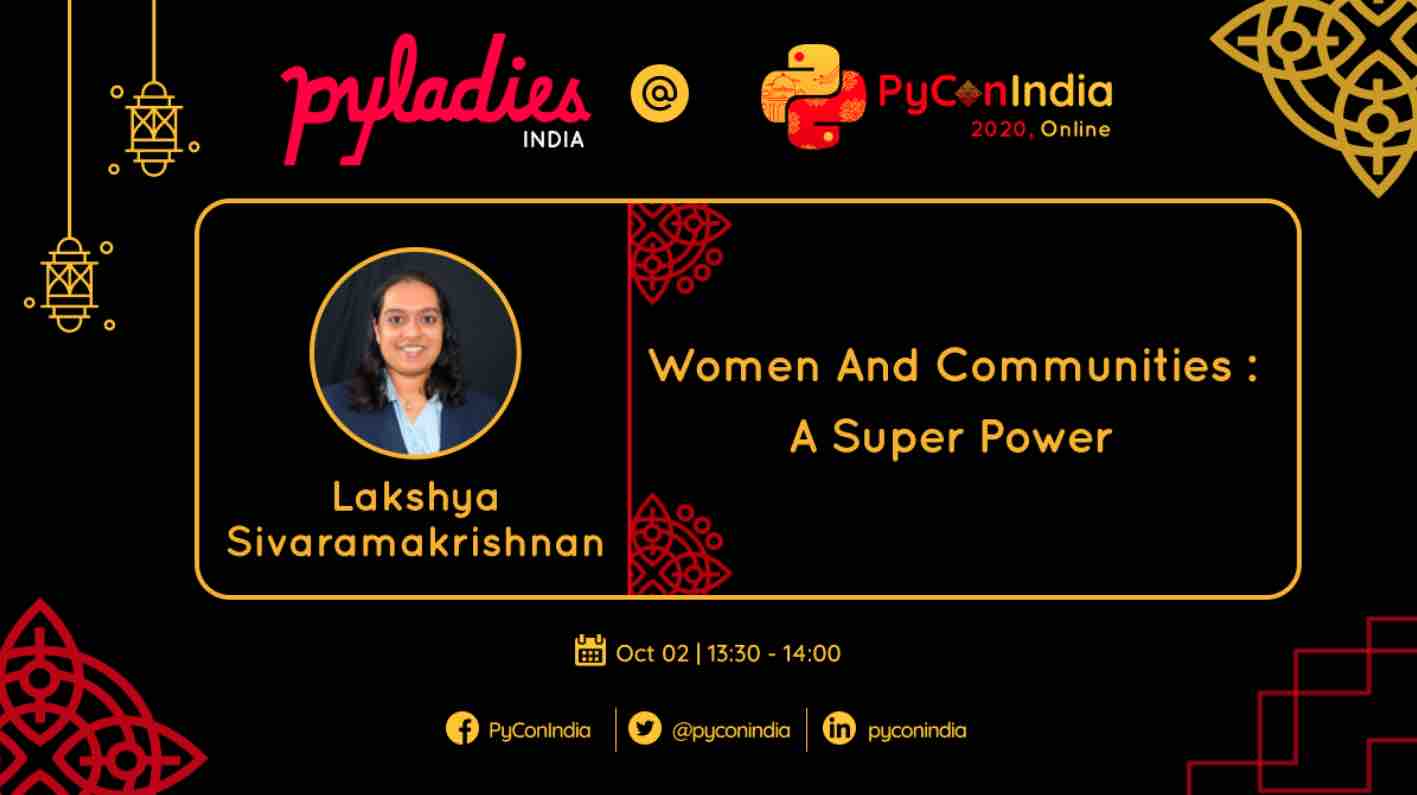 pyladies
INDIA
@
PyConIndia
2020, Online
Lakshya
Sivaramakrishnan
Women And Communities :
A Super Power
Oct 02 | 13:30 - 14:00
PyConIndia
@pyconindia
pyconindia